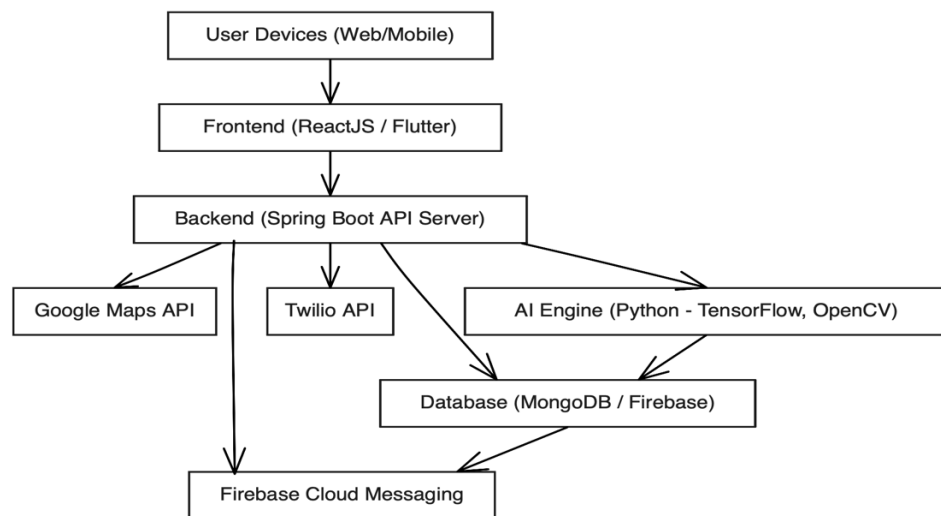 User Devices (Web/Mobile)
Frontend (ReactJS / Flutter)
Backend (Spring Boot API Server)
Google Maps API
Twilio API
AI Engine (Python - TensorFlow, OpenCV)
Database (MongoDB / Firebase)
Firebase Cloud Messaging